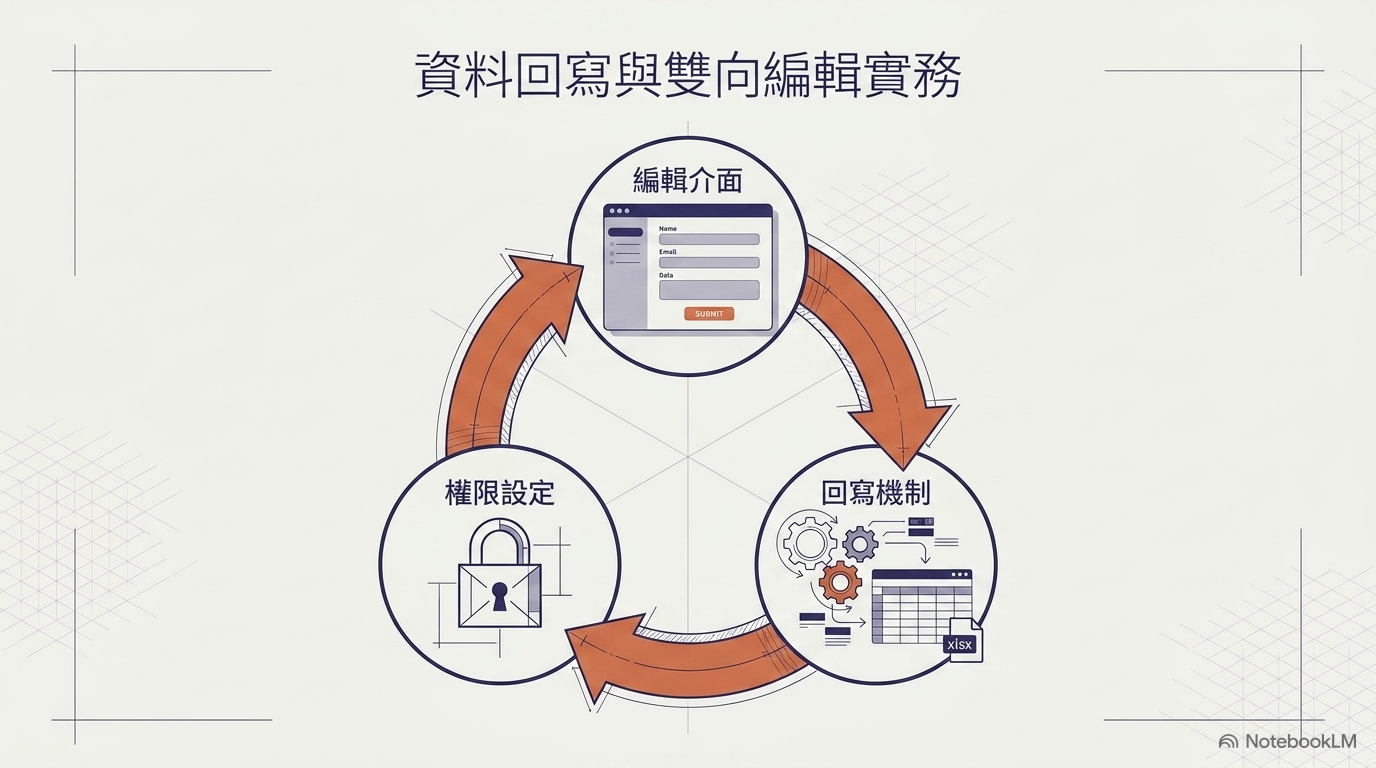 資料回寫與雙向編輯實務
編輯介面
Name
Email
Data
SUBMIT
權限設定
回寫機制
xlsx
NotebookLM